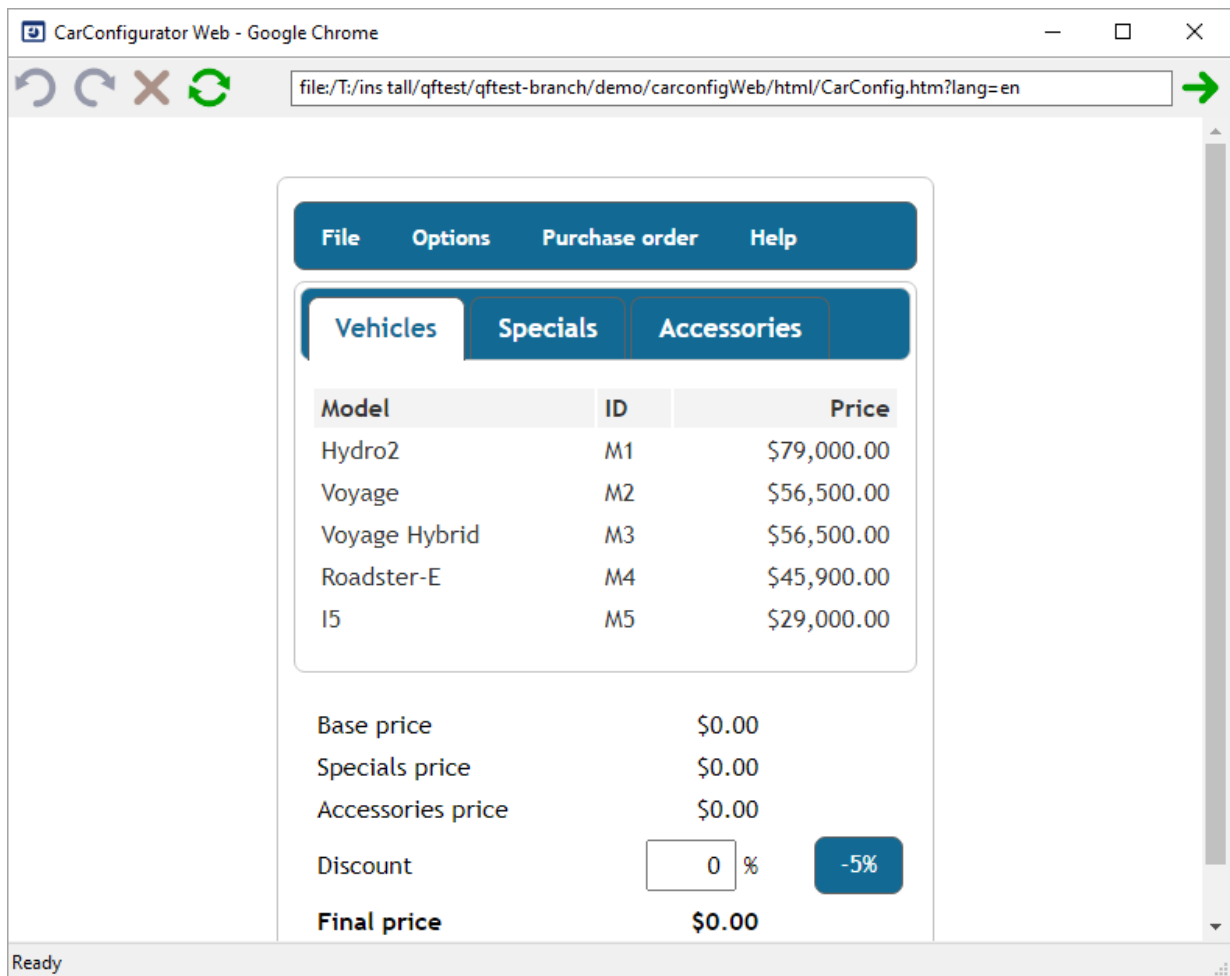 CarConfigurator Web - Google Chrome
file:/T:/ins tall/qftest/qftest-branch/demo/carconfigWeb/html/CarConfig.htm?lang=en
File Options Purchase order Help
Vehicles Specials Accessories
Model ID Price
Hydro2 M1 $79,000.00
Voyage M2 $56,500.00
Voyage Hybrid M3 $56,500.00
Roadster-E M4 $45,900.00
I5 M5 $29,000.00
Base price $0.00
Specials price $0.00
Accessories price $0.00
Discount 0 % -5%
Final price $0.00
Ready